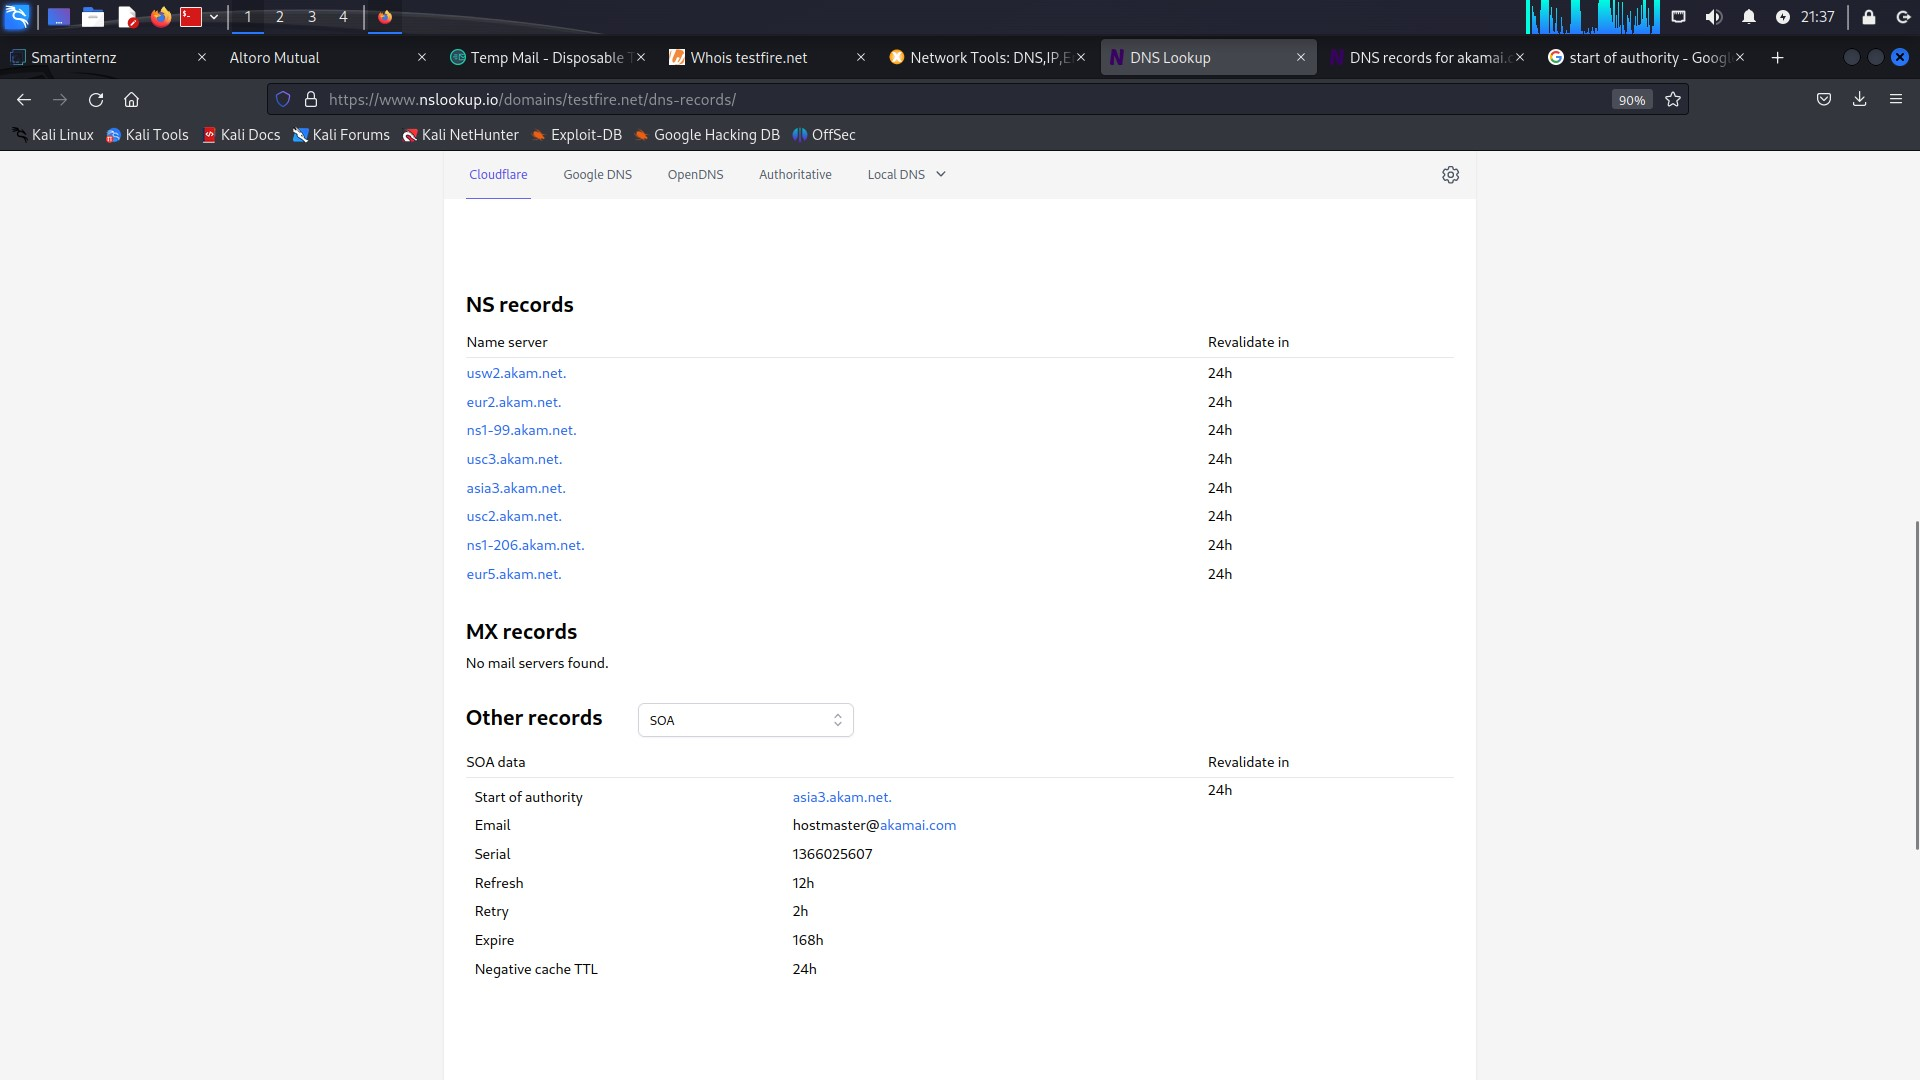 1 2 3 4 21:37
Smartinternz Altoro Mutual Temp Mail - Disposable Whois testfire.net Network Tools: DNS,IP,E DNS Lookup DNS records for akamai.c start of authority - Googl
https://www.nslookup.io/domains/testfire.net/dns-records/ 90%
Kali Linux Kali Tools Kali Docs Kali Forums Kali NetHunter Exploit-DB Google Hacking DB OffSec
Cloudflare Google DNS OpenDNS Authoritative Local DNS
NS records
Name server Revalidate in
usw2.akam.net. 24h
eur2.akam.net. 24h
ns1-99.akam.net. 24h
usc3.akam.net. 24h
asia3.akam.net. 24h
usc2.akam.net. 24h
ns1-206.akam.net. 24h
eur5.akam.net. 24h
MX records
No mail servers found.
Other records SOA
SOA data Revalidate in
Start of authority asia3.akam.net. 24h
Email hostmaster@akamai.com
Serial 1366025607
Refresh 12h
Retry 2h
Expire 168h
Negative cache TTL 24h